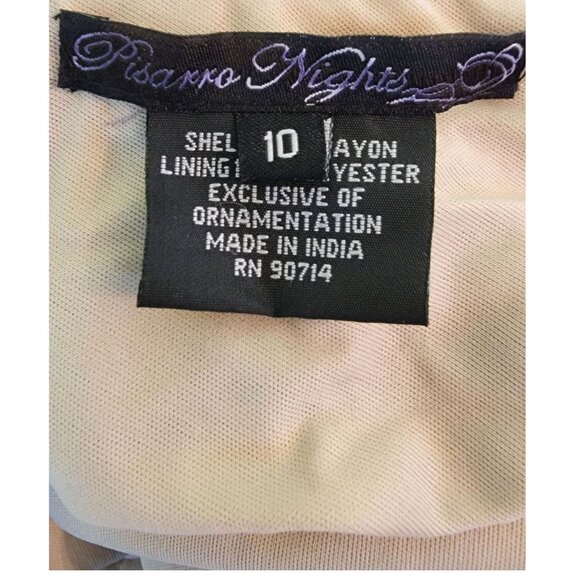 Pisarro Nights
10
SHEL AYON
LINING YESTER
EXCLUSIVE OF
ORNAMENTATION
MADE IN INDIA
RN 90714